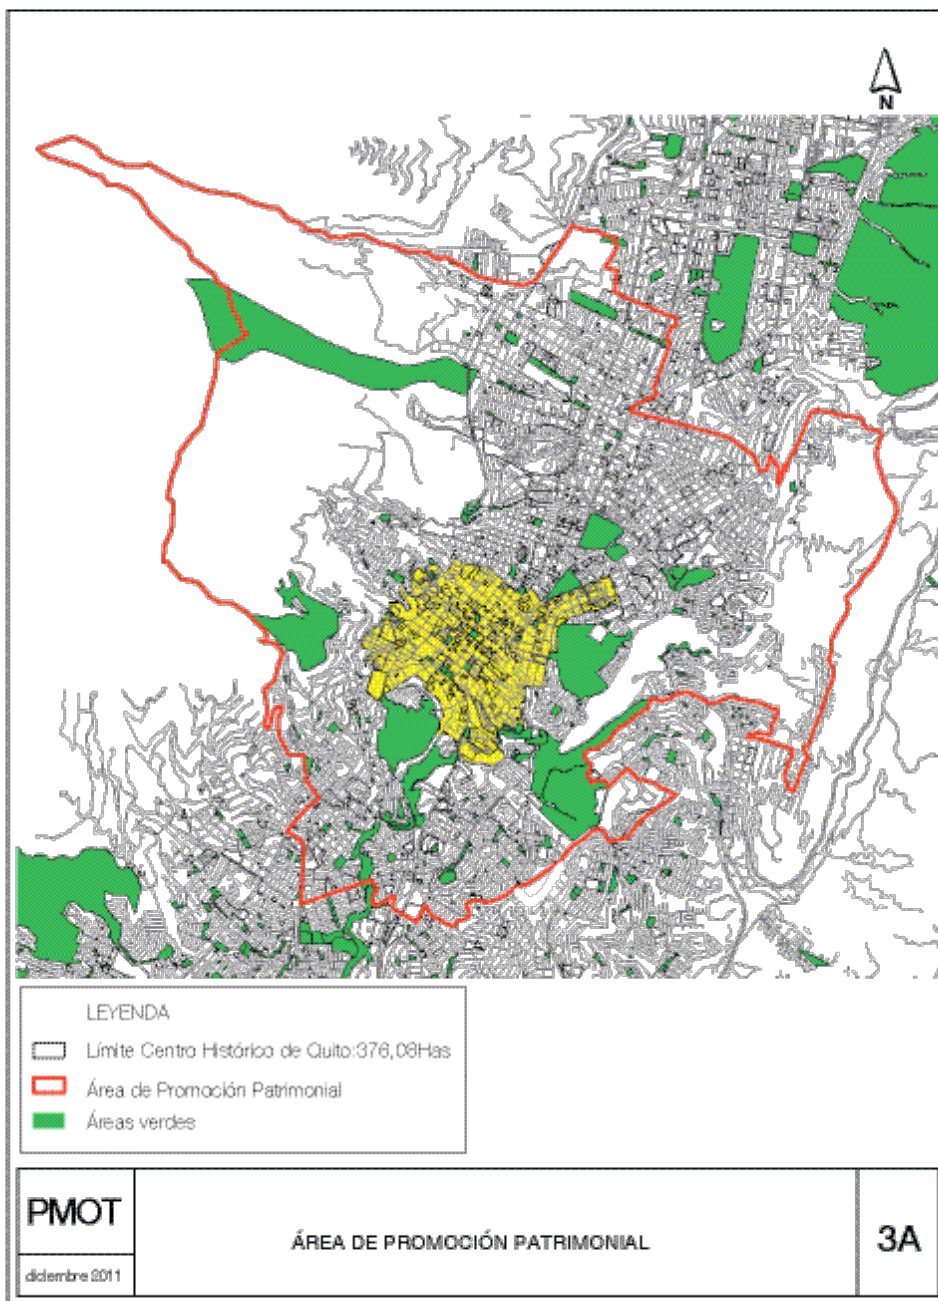 N
LEYENDA
Límite Centro Histórico de Quito:376,08Has
Área de Promoción Patrimonial
Áreas verdes
PMOT
diciembre 2011
ÁREA DE PROMOCIÓN PATRIMONIAL
3A